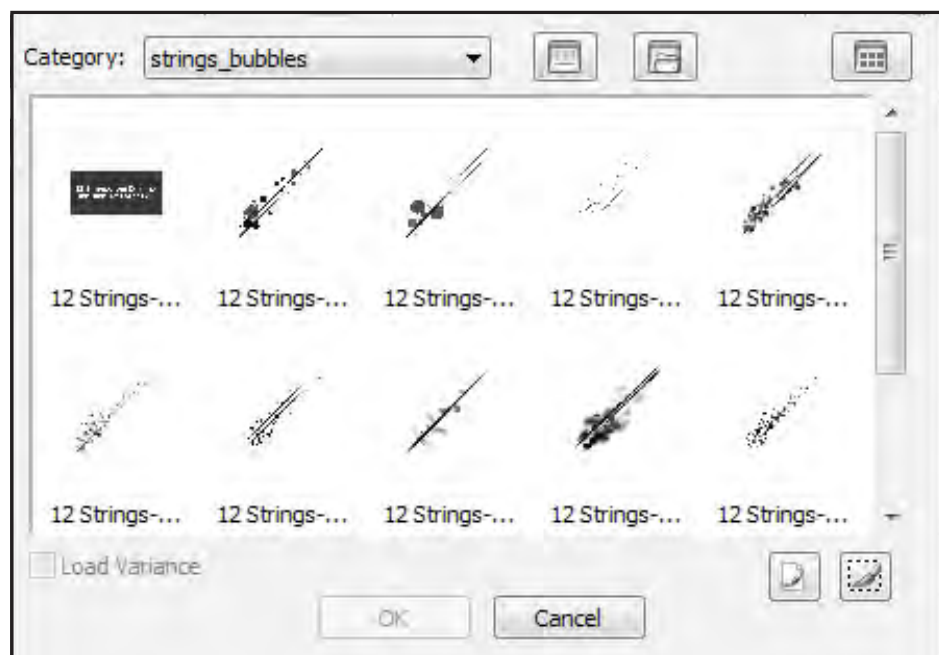 Category: strings_bubbles
12 Strings-... 12 Strings-... 12 Strings-... 12 Strings-... 12 Strings-...
12 Strings-... 12 Strings-... 12 Strings-... 12 Strings-... 12 Strings-...
Load Variance
OK Cancel